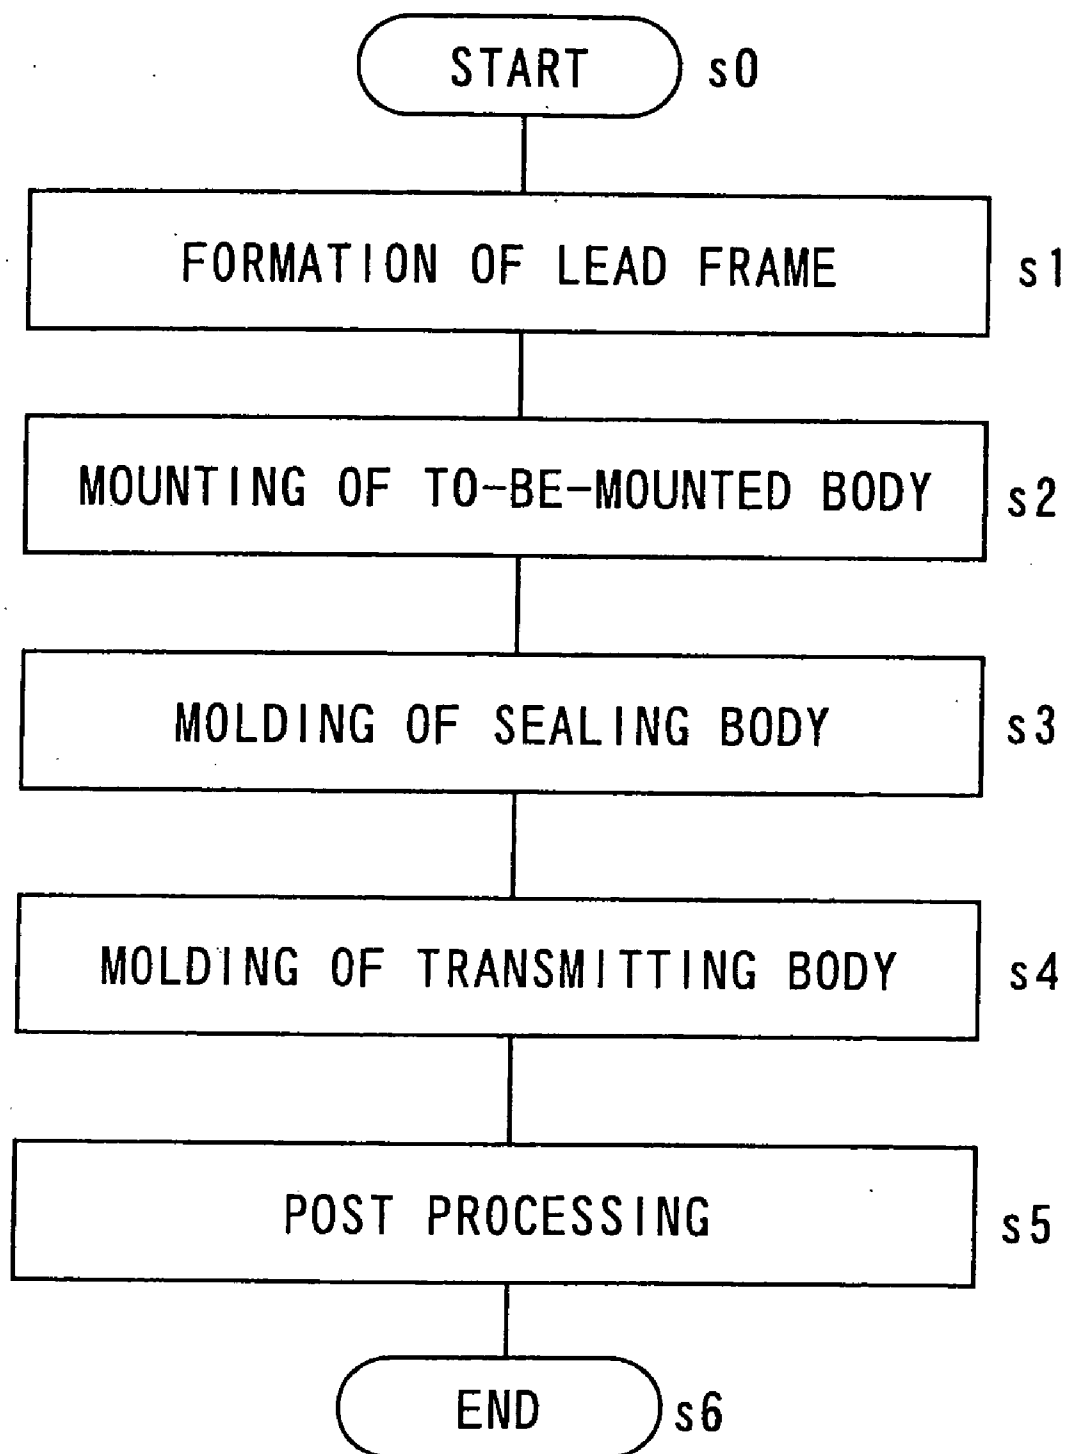 START s0
FORMATION OF LEAD FRAME s1
MOUNTING OF TO-BE-MOUNTED BODY s2
MOLDING OF SEALING BODY s3
MOLDING OF TRANSMITTING BODY s4
POST PROCESSING s5
END s6